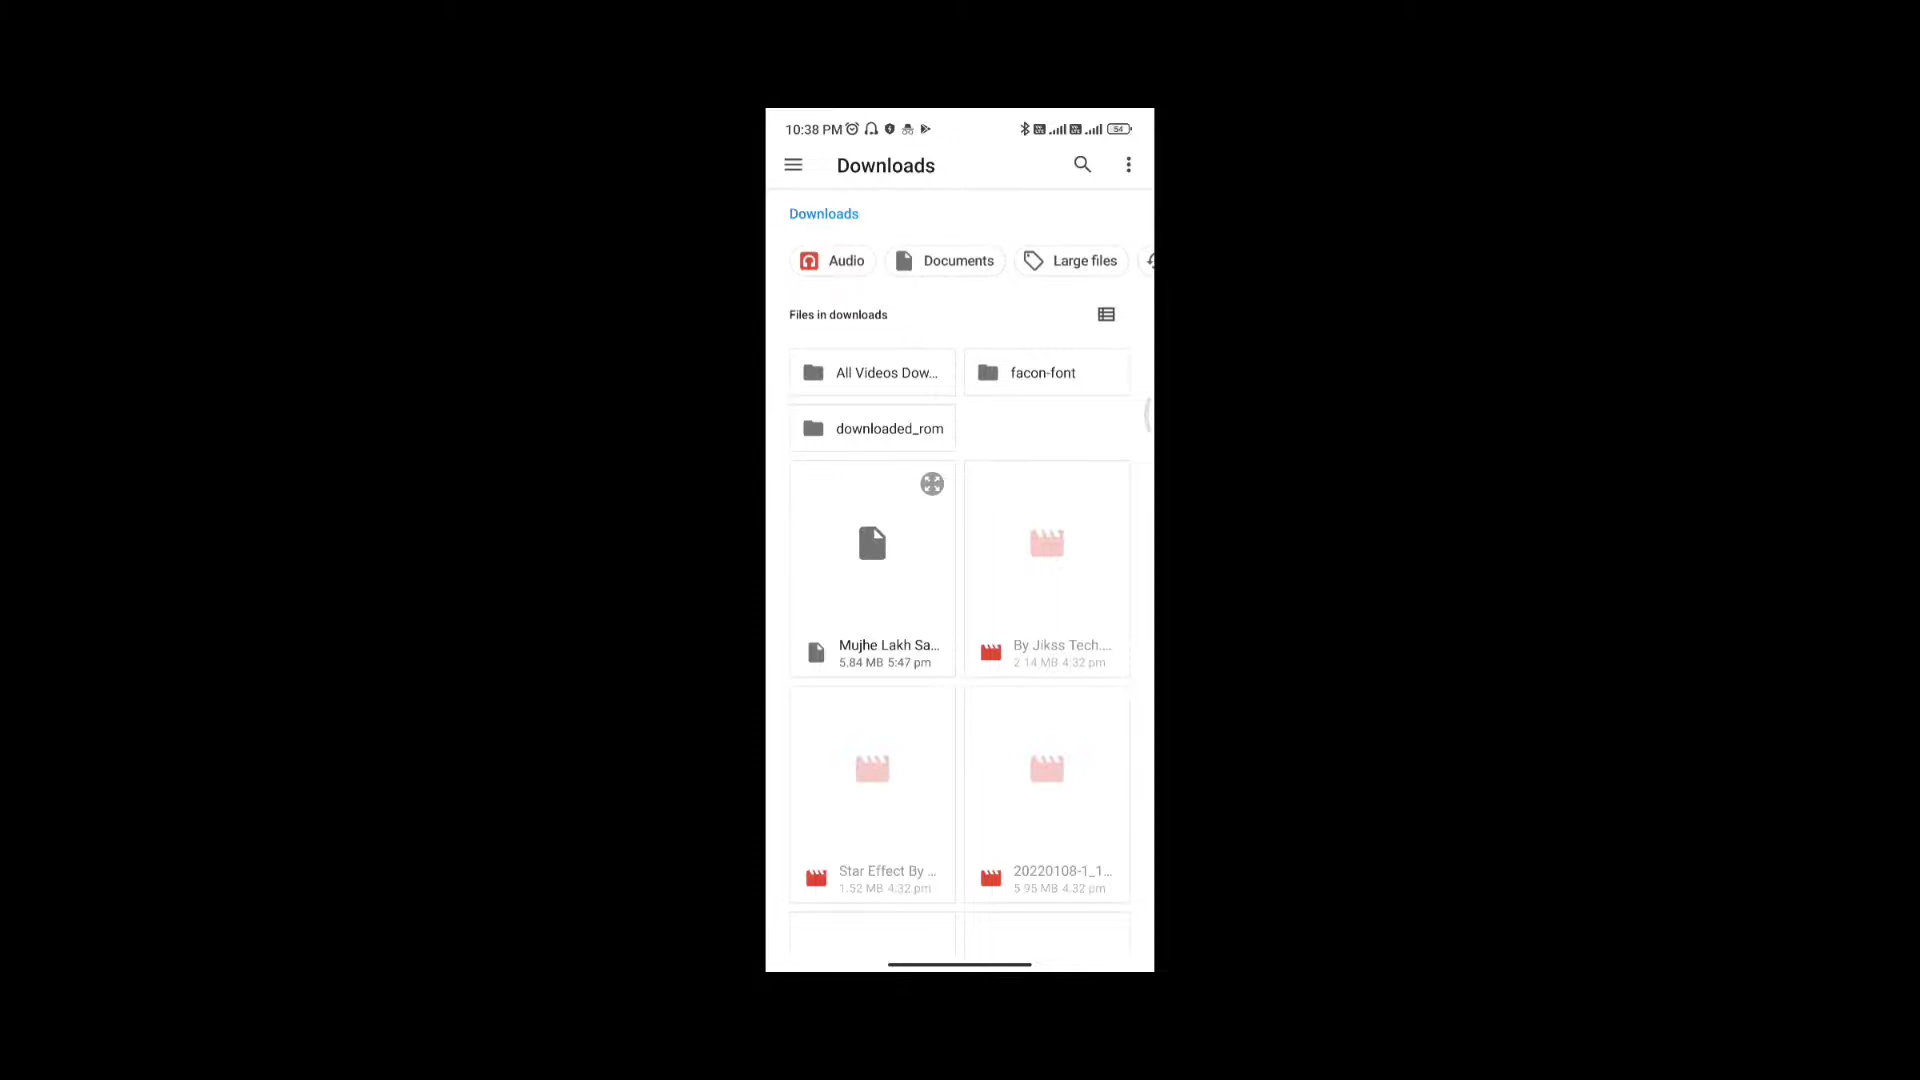 10:38 PM 54
Downloads
Downloads
Audio Documents Large files
Files in downloads
All Videos Dow... facon-font
downloaded_rom
Mujhe Lakh Sa... By Jikss Tech....
5.84 MB 5:47 pm 2.14 MB 4:32 pm
Star Effect By ... 20220108-1_1...
1.52 MB 4:32 pm 5.95 MB 4:32 pm